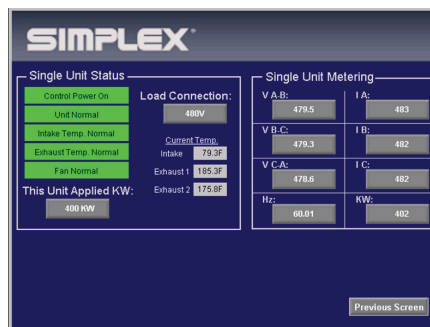 SIMPLEX
Single Unit Status
Control Power On
Unit Normal
Intake Temp. Normal
Exhaust Temp. Normal
Fan Normal
This Unit Applied KW:
400 KW
Load Connection:
480V
Current Temp.
Intake 79.3F
Exhaust 1 185.3F
Exhaust 2 175.8F
Single Unit Metering
V A-B: I A:
479.5 483
V B-C: I B:
479.3 482
V C-A: I C:
478.6 482
Hz: KW:
60.01 402
Previous Screen